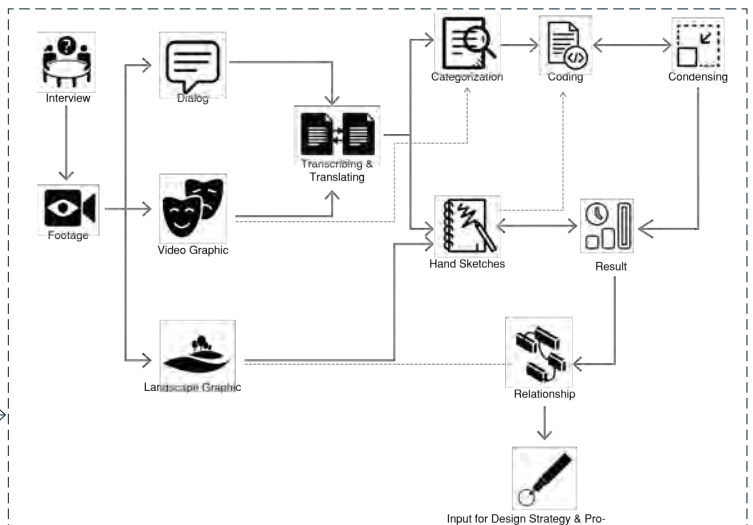 Interview
Dialog
Categorization
Coding
Condensing
Transcribing &
Translating
Footage
Video Graphic
Hand Sketches
Result
Landscape Graphic
Relationship
Input for Design Strategy & Pro-